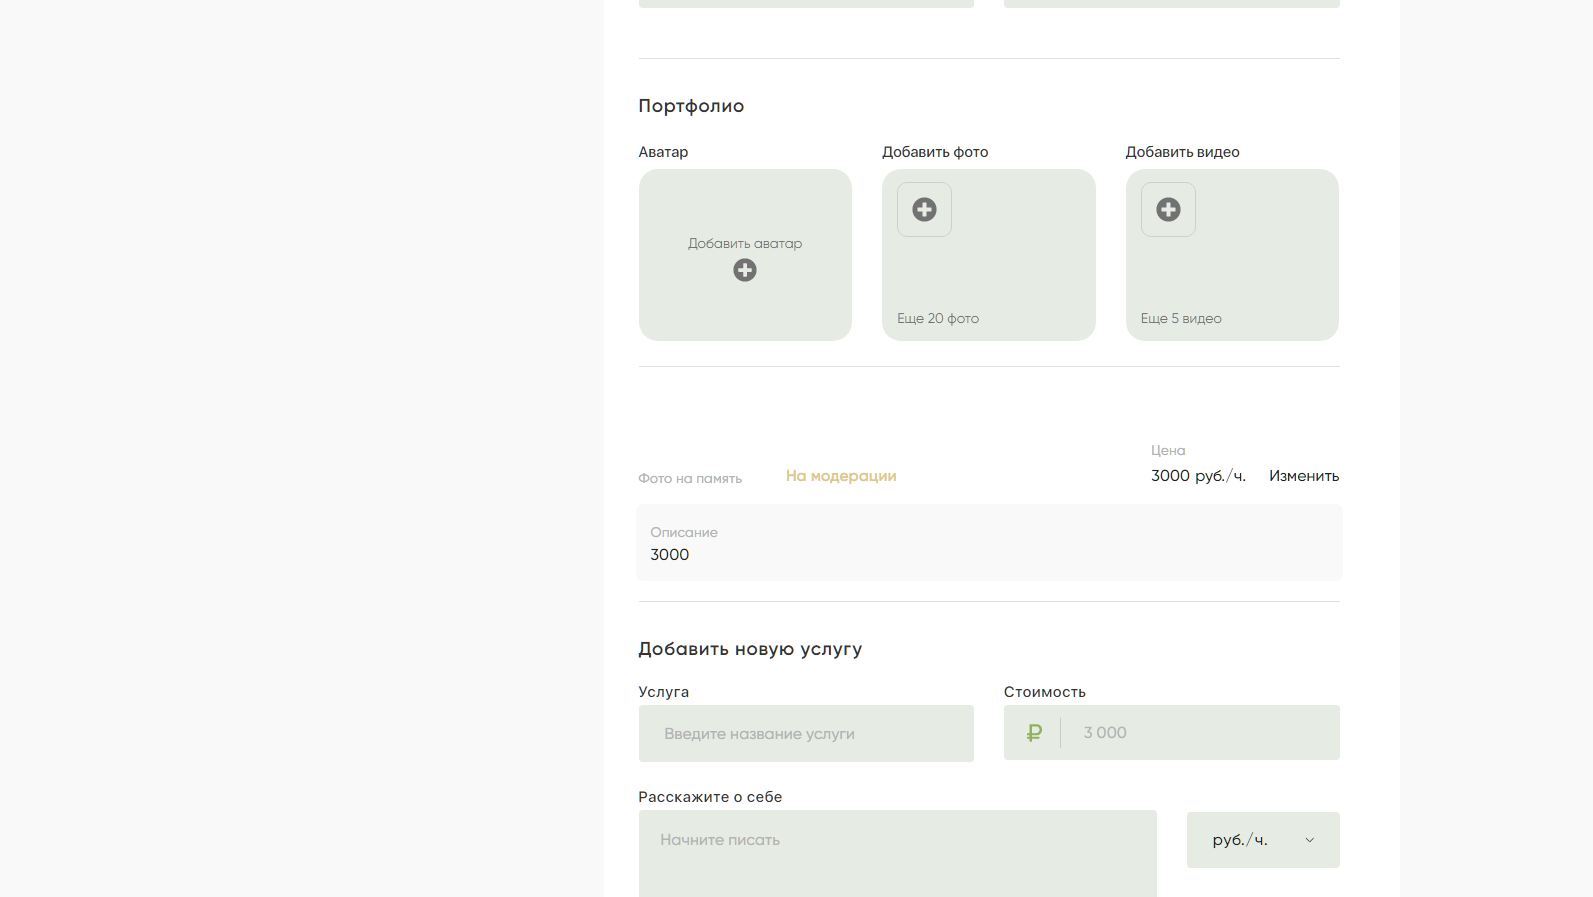 Портфолио
Аватар
Добавить фото
Добавить видео
Добавить аватар
Еще 20 фото
Еще 5 видео
Цена
Фото на память
На модерации
3000 руб./ч.
Изменить
Описание
3000
Добавить новую услугу
Услуга
Стоимость
Введите название услуги
₽
3 000
Расскажите о себе
Начните писать
руб./ч.